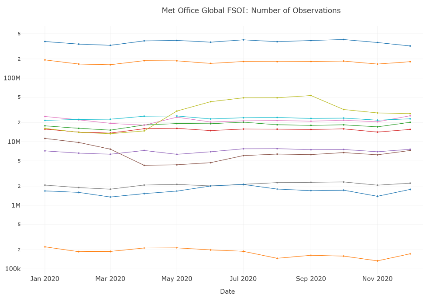 Met Office Global FSOI: Number of Observations
5
2
100M
5
2
10M
5
2
1M
5
2
100k
Jan 2020 Mar 2020 May 2020 Jul 2020 Sep 2020 Nov 2020
Date